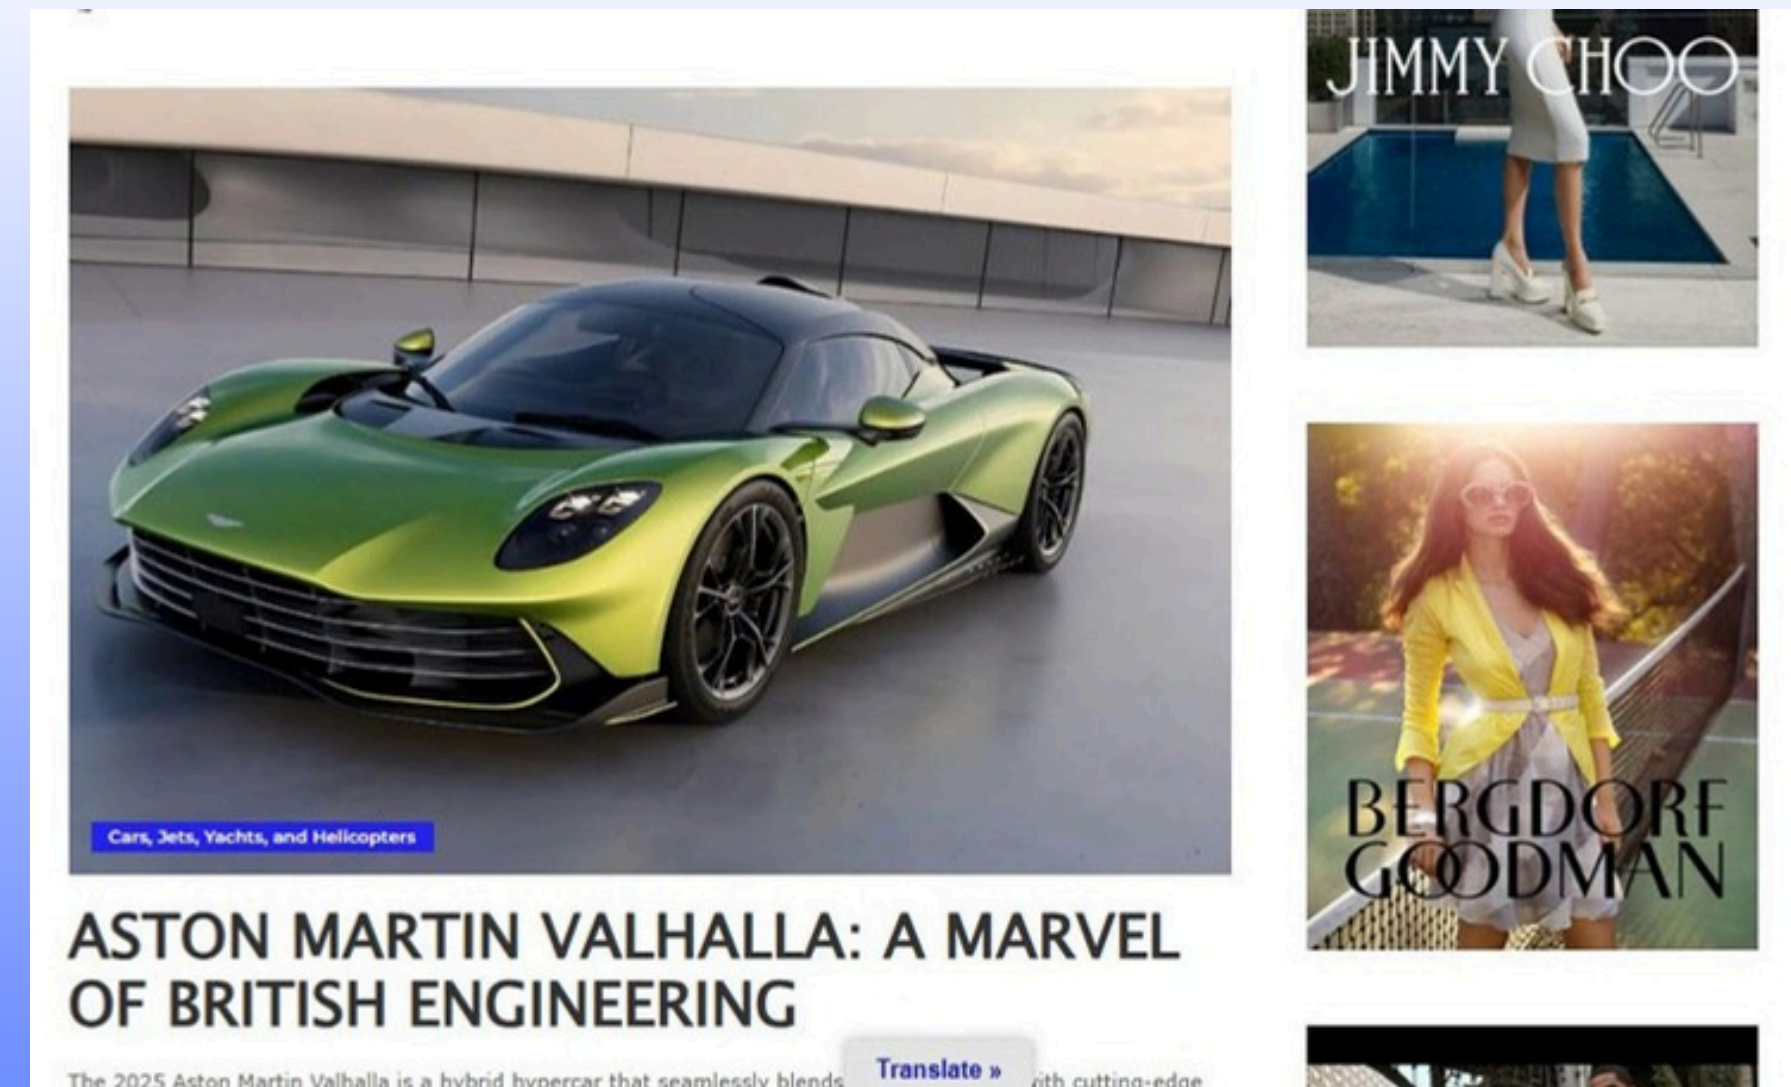 JIMMY CHOO
Cars, Jets, Yachts, and Helicopters
ASTON MARTIN VALHALLA: A MARVEL
OF BRITISH ENGINEERING
The 2025 Aston Martin Valhalla is a hybrid hypercar that seamlessly blends
with cutting-edge
Translate »
BERGDORF
GOODMAN